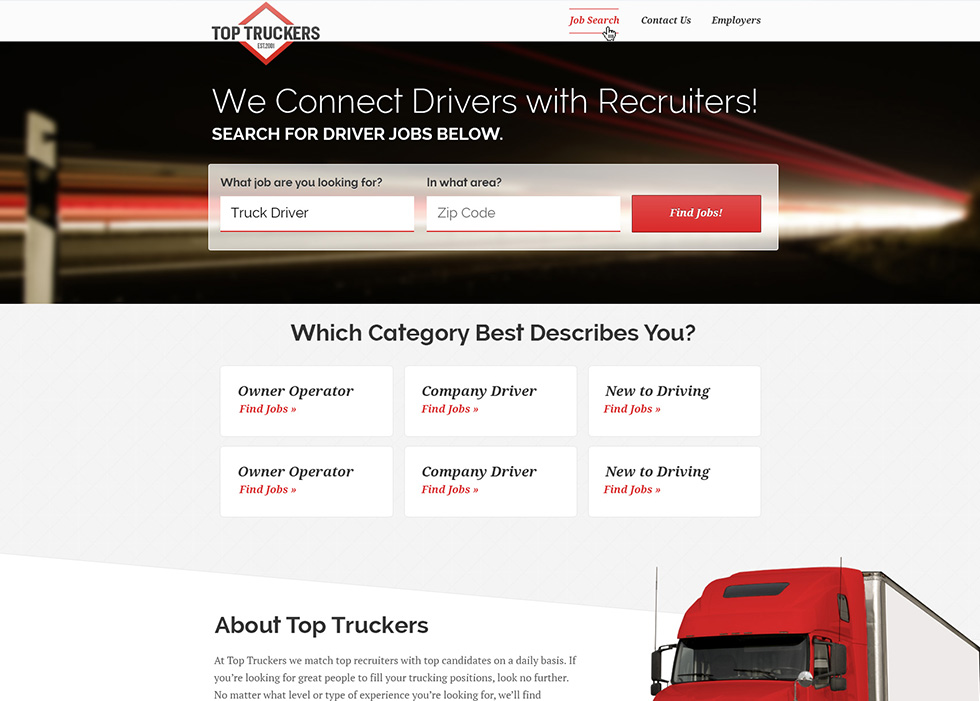 TOP TRUCKERS
EST.2001
Job Search
Contact Us
Employers
We Connect Drivers with Recruiters!
SEARCH FOR DRIVER JOBS BELOW.
What job are you looking for?
In what area?
Truck Driver
Zip Code
Find Jobs!
Which Category Best Describes You?
Owner Operator
Find Jobs »
Company Driver
Find Jobs »
New to Driving
Find Jobs »
Owner Operator
Find Jobs »
Company Driver
Find Jobs »
New to Driving
Find Jobs »
About Top Truckers
At Top Truckers we match top recruiters with top candidates on a daily basis. If
you’re looking for great people to fill your trucking positions, look no further.
No matter what level or type of experience you’re looking for, we’ll find